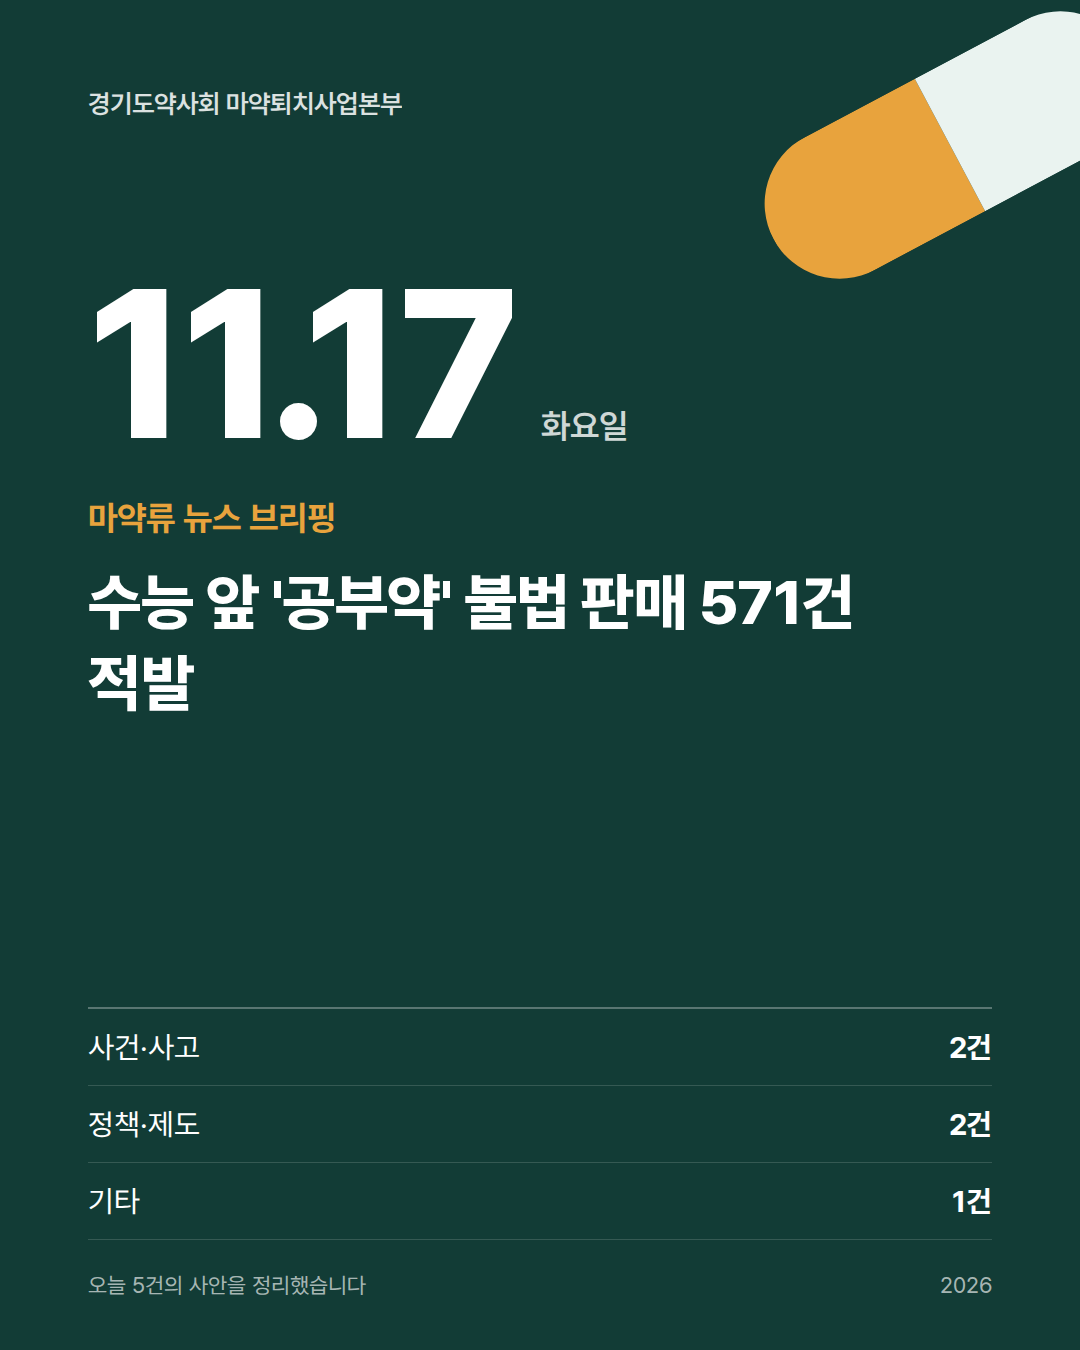 경기도약사회 마약퇴치사업본부
11.17 화요일
마약류 뉴스 브리핑
수능 앞 '공부약' 불법 판매 571건
적발
사건·사고 2건
정책·제도 2건
기타 1건
오늘 5건의 사안을 정리했습니다 2026